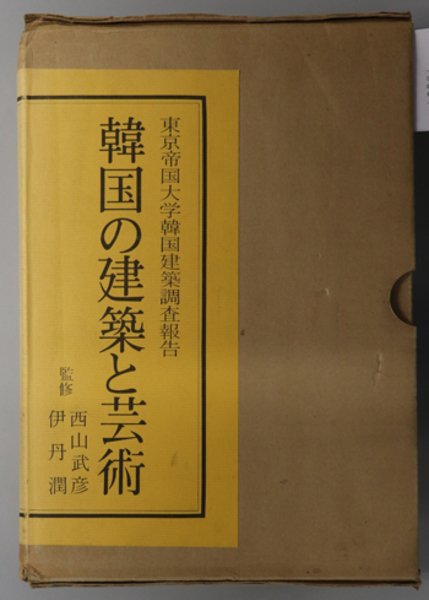 東京帝国大学韓国建築調査報告
韓国の建築と芸術
監修
西山武彦
伊丹潤